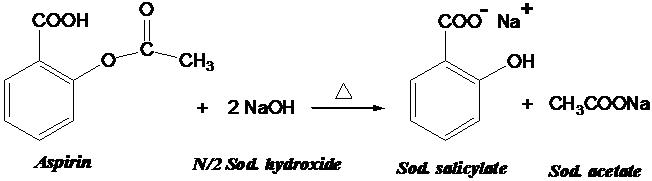 COOH
O
C
O
CH3
Aspirin
+
2 NaOH
N/2 Sod. hydroxide
△
COO- Na+
OH
Sod. salicylate
+
CH3COONa
Sod. acetate